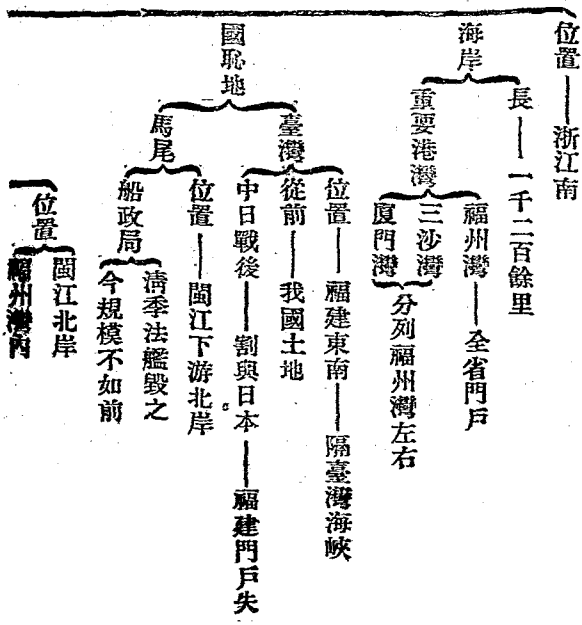 位置——浙江南
海岸
長——一千二百餘里
重要港灣
福州灣——全省門戶
三沙灣
廈門灣
分列福州灣左右
國恥地
臺灣
位置——福建東南——隔臺灣海峽
從前——我國土地
中日戰後——割與日本——福建門戶失
馬尾
位置——閩江下游北岸
船政局
淸季法艦毀之
今規模不如前
位置
閩江北岸
福州灣內